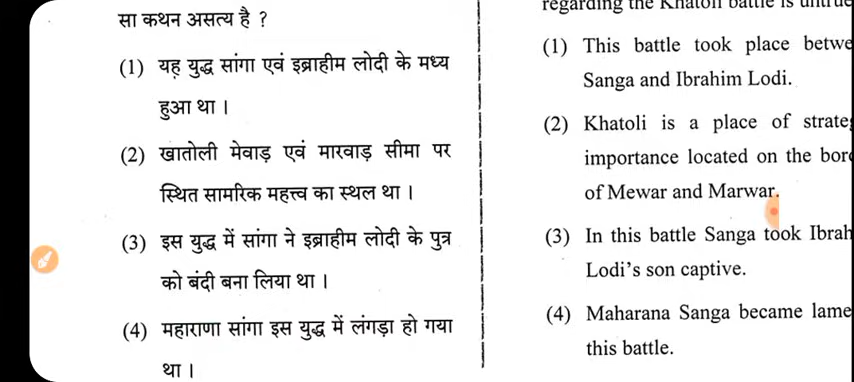 सा कथन असत्य है ?
(1) यह युद्ध सांगा एवं इब्राहीम लोदी के मध्य
हुआ था ।
(2) खातोली मेवाड़ एवं मारवाड़ सीमा पर
स्थित सामरिक महत्त्व का स्थल था ।
(3) इस युद्ध में सांगा ने इब्राहीम लोदी के पुत्र
को बंदी बना लिया था ।
(4) महाराणा सांगा इस युद्ध में लंगड़ा हो गया
था ।
regarding the Khatoli battle is
(1) This battle took place
Sanga and Ibrahim Lodi.
(2) Khatoli is a place of
importance located on the
of Mewar and Marwar.
(3) In this battle Sanga took
Lodi's son captive.
(4) Maharana Sanga became lame
this battle.